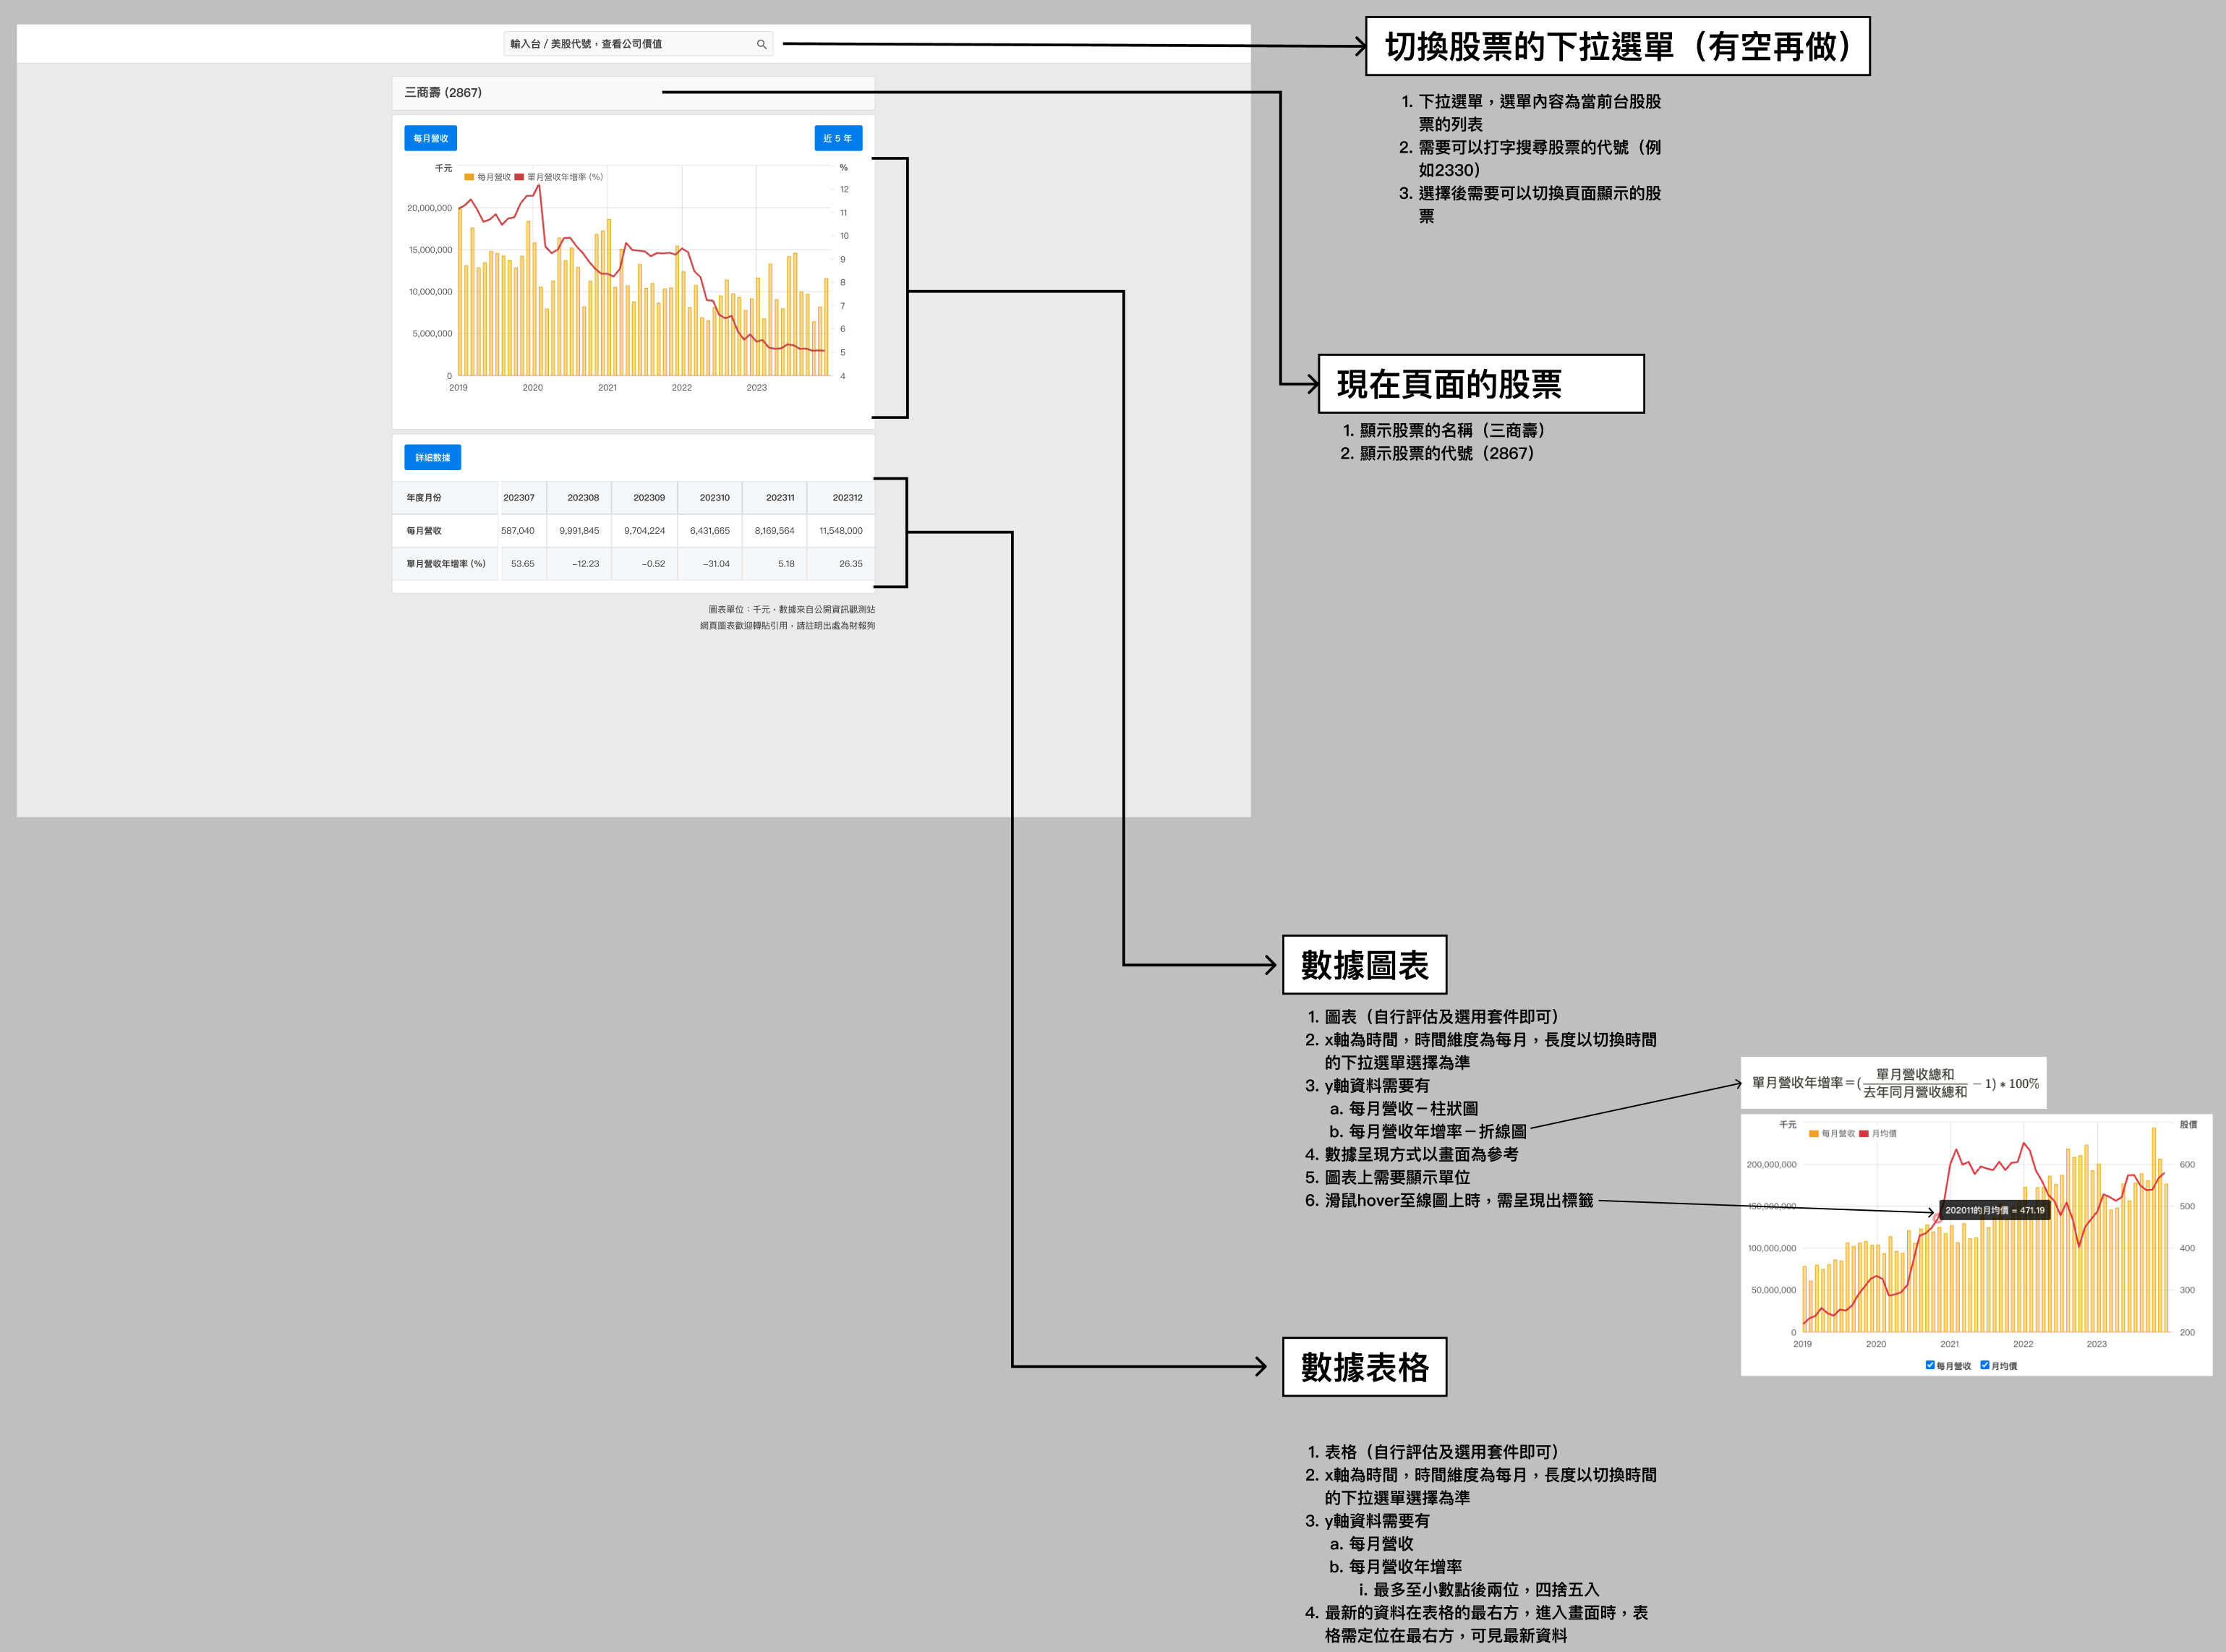 輸入台 / 美股代號，查看公司價值
切換股票的下拉選單（有空再做）
1. 下拉選單，選單內容為當前台股股
票的列表
2. 需要可以打字搜尋股票的代號（例
如2330）
3. 選擇後需要可以切換頁面顯示的股
票
三商壽 (2867)
每月營收
近 5 年
千元
%
每月營收 單月營收年增率 (%)
12
20,000,000
11
10
15,000,000
9
8
10,000,000
7
6
5,000,000
5
0
4
2019 2020 2021 2022 2023
現在頁面的股票
1. 顯示股票的名稱（三商壽）
2. 顯示股票的代號（2867）
詳細數據
年度月份 202307 202308 202309 202310 202311 202312
每月營收 587,040 9,991,845 9,704,224 6,431,665 8,169,564 11,548,000
單月營收年增率 (%) 53.65 −12.23 −0.52 −31.04 5.18 26.35
圖表單位：千元，數據來自公開資訊觀測站
網頁圖表歡迎轉貼引用，請註明出處為財報狗
數據圖表
1. 圖表（自行評估及選用套件即可）
2. x軸為時間，時間維度為每月，長度以切換時間
的下拉選單選擇為準
3. y軸資料需要有
a. 每月營收－柱狀圖
b. 每月營收年增率－折線圖
4. 數據呈現方式以畫面為參考
5. 圖表上需要顯示單位
6. 滑鼠hover至線圖上時，需呈現出標籤
單月營收年增率＝(單月營收總和
去年同月營收總和 − 1) * 100%
千元
股價
每月營收 月均價
200,000,000
600
150,000,000
500
202011的月均價 = 471.19
100,000,000
400
50,000,000
300
0
200
2019 2020 2021 2022 2023
每月營收 月均價
數據表格
1. 表格（自行評估及選用套件即可）
2. x軸為時間，時間維度為每月，長度以切換時間
的下拉選單選擇為準
3. y軸資料需要有
a. 每月營收
b. 每月營收年增率
i. 最多至小數點後兩位，四捨五入
4. 最新的資料在表格的最右方，進入畫面時，表
格需定位在最右方，可見最新資料